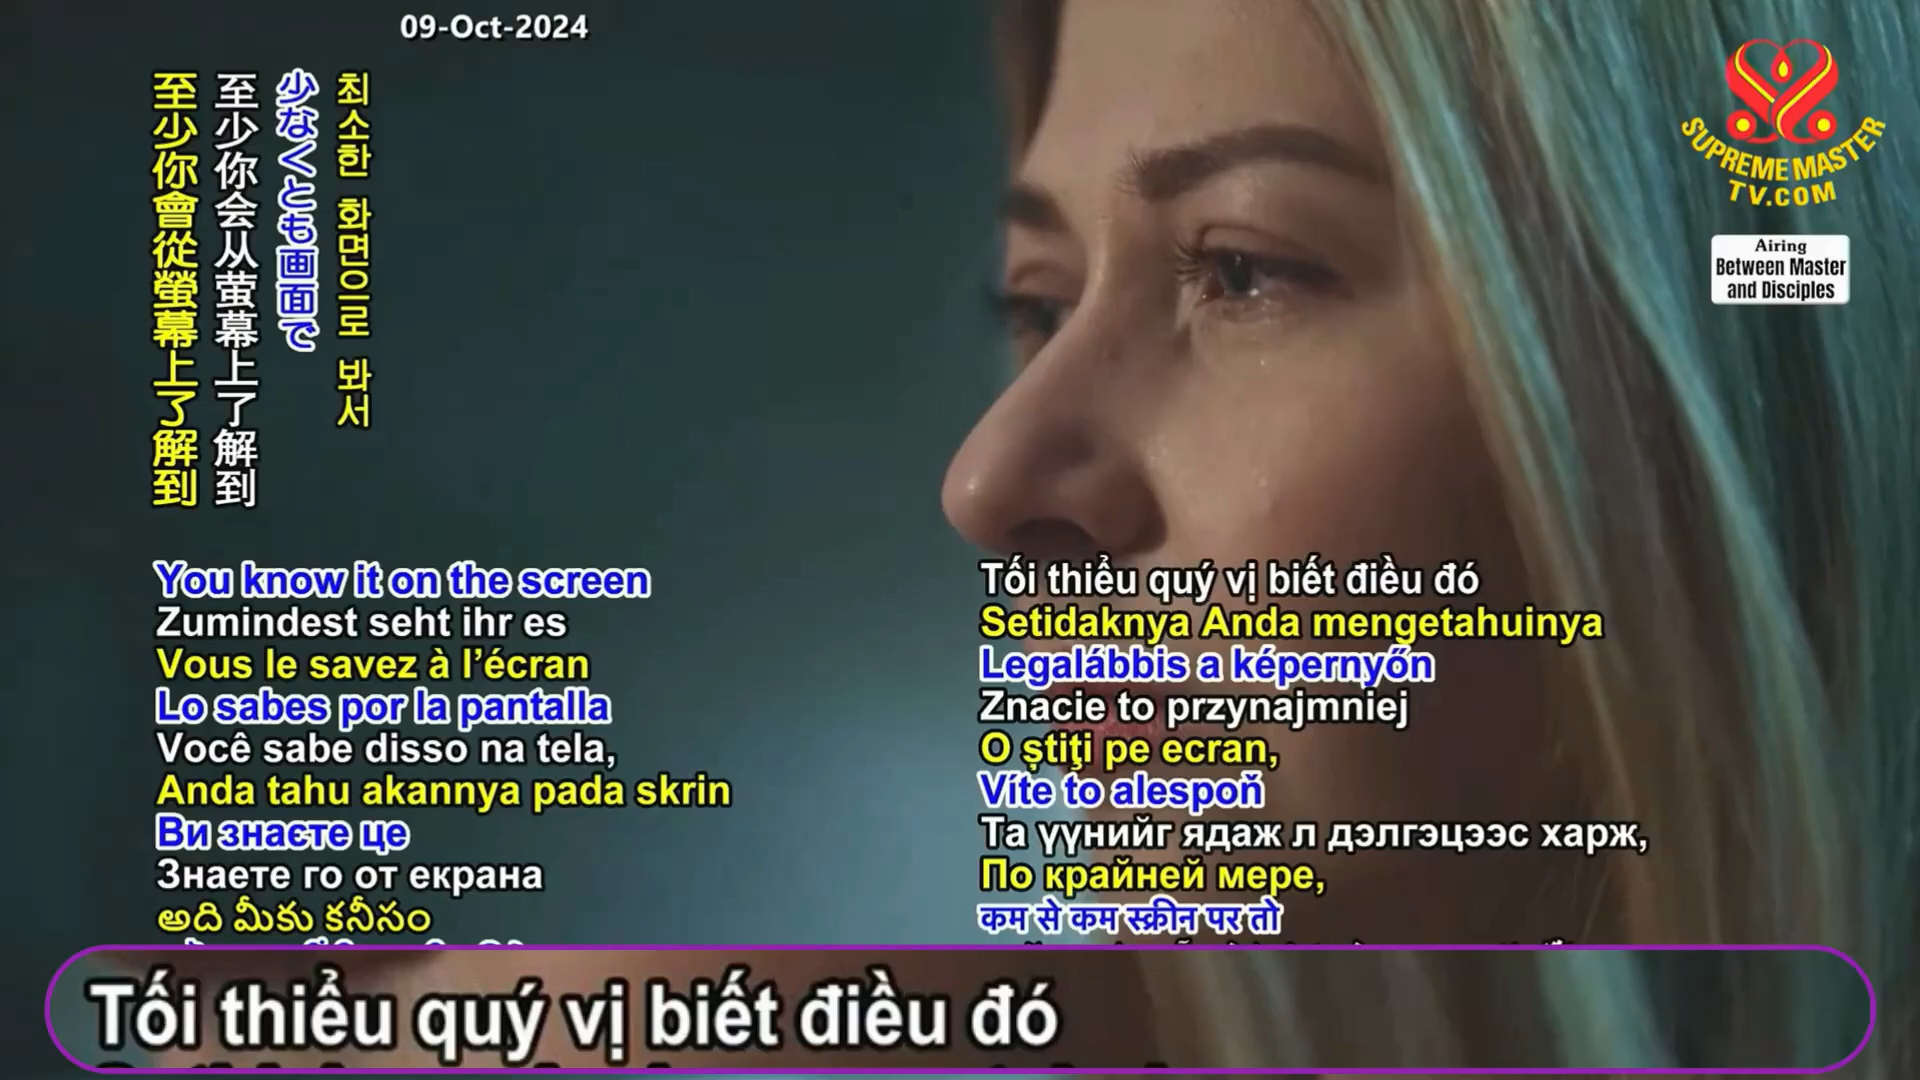 09-Oct-2024
至少你會從螢幕上了解到
至少你会从萤幕上了解到
少なくとも画面で
최소한 화면으로 봐서
SUPREME MASTER
TV.COM
Airing
Between Master
and Disciples
You know it on the screen
Zumindest seht ihr es
Vous le savez à l’écran
Lo sabes por la pantalla
Você sabe disso na tela,
Anda tahu akannya pada skrin
Ви знаєте це
Знаете го от екрана
అది మీకు కనీసం
Tối thiểu quý vị biết điều đó
Setidaknya Anda mengetahuinya
Legalábbis a képernyőn
Znacie to przynajmniej
O știţi pe ecran,
Víte to alespoň
Та үүнийг ядаж л дэлгэцээс харж,
По крайней мере,
कम से कम स्क्रीन पर तो
Tối thiểu quý vị biết điều đó